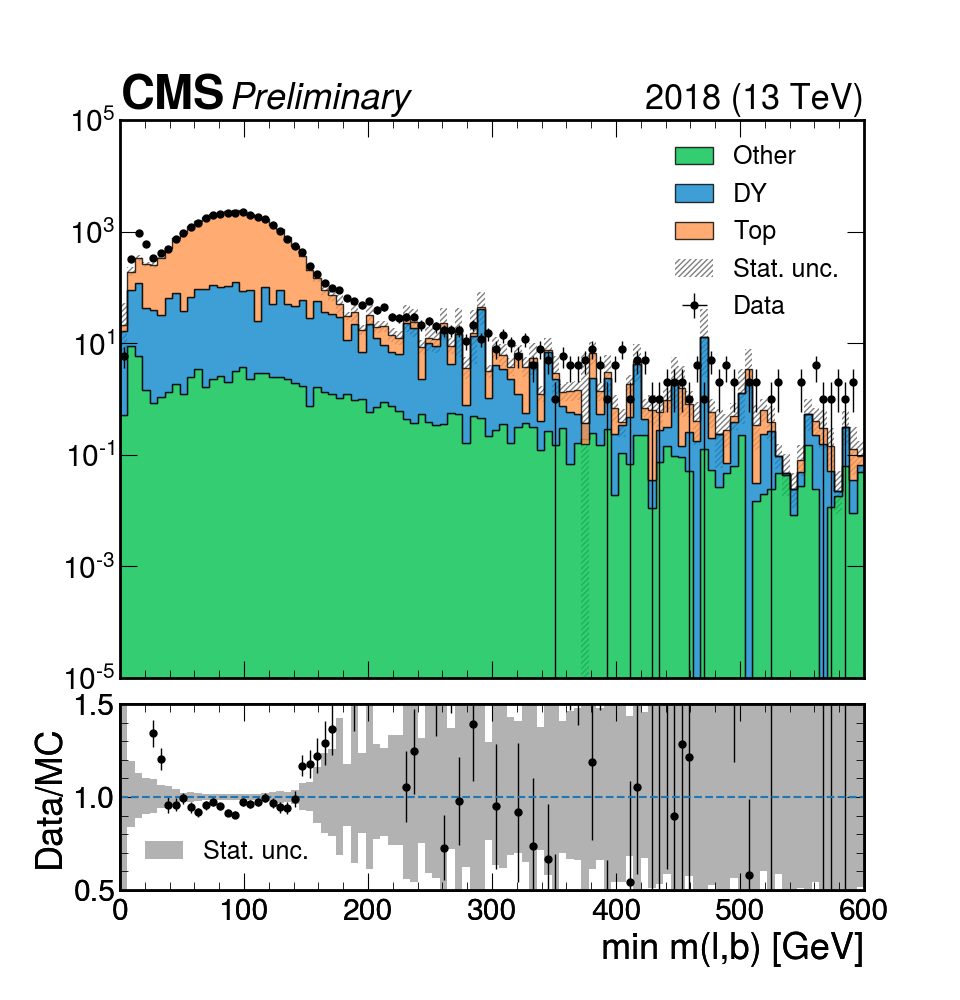 CMS Preliminary 2018 (13 TeV)
10^5
10^3
10^1
10^-1
10^-3
10^-5
Other
DY
Top
Stat. unc.
Data
1.5
1.0
0.5
Data/MC
Stat. unc.
0 100 200 300 400 500 600
min m(l,b) [GeV]